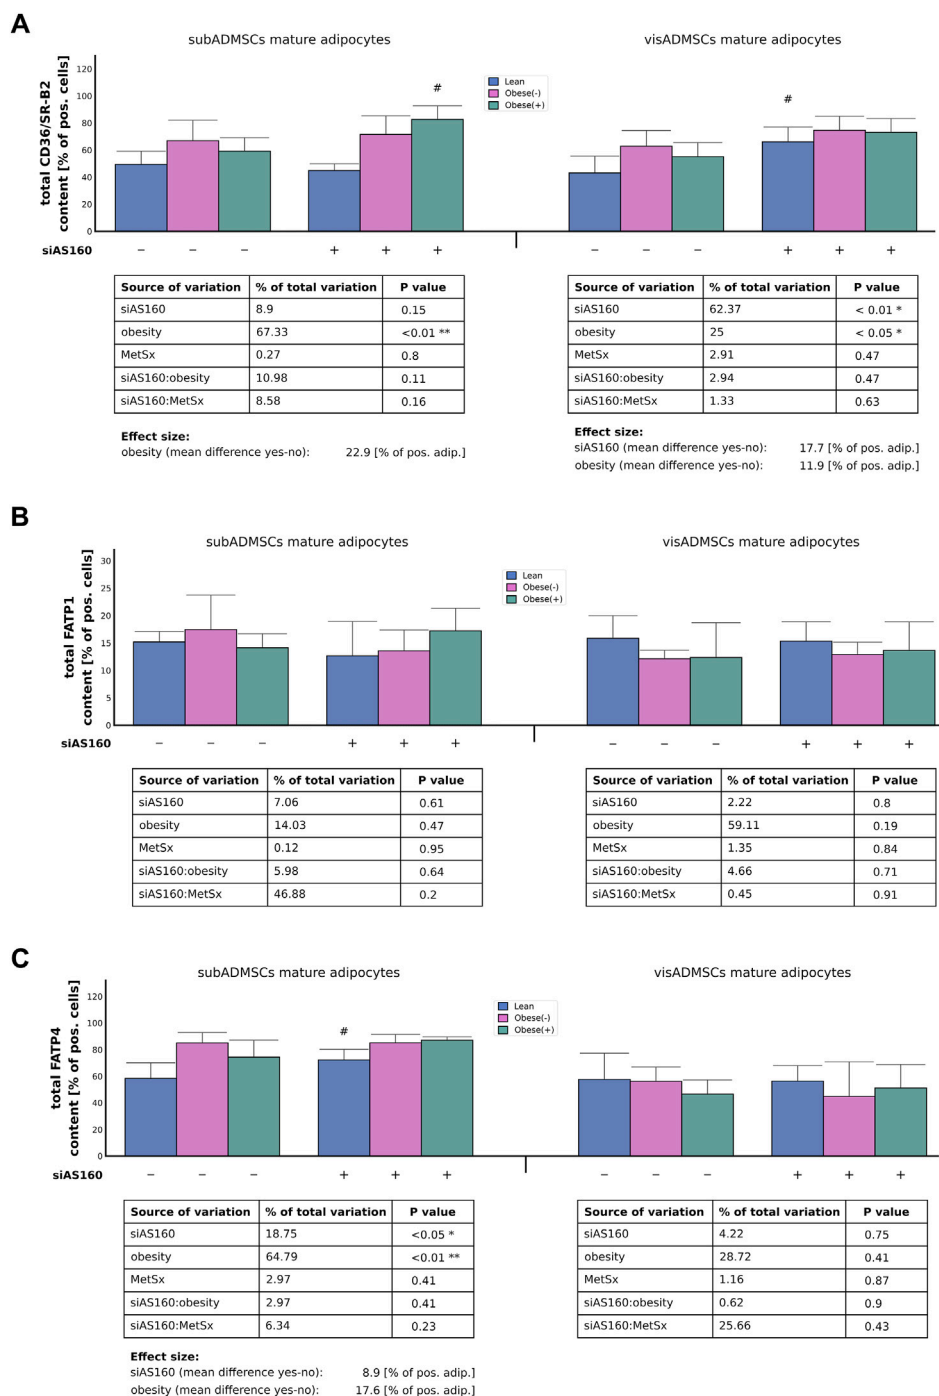 A
subADMSCs mature adipocytes
visADMSCs mature adipocytes
total CD36/SR-B2
content [% of pos. cells]
120
100
80
60
40
20
0
#
Lean
Obese(-)
Obese(+)
#
siAS160 − − − + + + − − − + + +
Source of variation % of total variation P value
siAS160 8.9 0.15
obesity 67.33 <0.01 **
MetSx 0.27 0.8
siAS160:obesity 10.98 0.11
siAS160:MetSx 8.58 0.16
Effect size:
obesity (mean difference yes-no): 22.9 [% of pos. adip.]
Source of variation % of total variation P value
siAS160 62.37 < 0.01 *
obesity 25 < 0.05 *
MetSx 2.91 0.47
siAS160:obesity 2.94 0.47
siAS160:MetSx 1.33 0.63
Effect size:
siAS160 (mean difference yes-no): 17.7 [% of pos. adip.]
obesity (mean difference yes-no): 11.9 [% of pos. adip.]
B
subADMSCs mature adipocytes
visADMSCs mature adipocytes
total FATP1
content [% of pos. cells]
30
25
20
15
10
5
0
Lean
Obese(-)
Obese(+)
siAS160 − − − + + + − − − + + +
Source of variation % of total variation P value
siAS160 7.06 0.61
obesity 14.03 0.47
MetSx 0.12 0.95
siAS160:obesity 5.98 0.64
siAS160:MetSx 46.88 0.2
Source of variation % of total variation P value
siAS160 2.22 0.8
obesity 59.11 0.19
MetSx 1.35 0.84
siAS160:obesity 4.66 0.71
siAS160:MetSx 0.45 0.91
C
subADMSCs mature adipocytes
visADMSCs mature adipocytes
total FATP4
content [% of pos. cells]
120
100
80
60
40
20
0
#
Lean
Obese(-)
Obese(+)
siAS160 − − − + + + − − − + + +
Source of variation % of total variation P value
siAS160 18.75 <0.05 *
obesity 64.79 <0.01 **
MetSx 2.97 0.41
siAS160:obesity 2.97 0.41
siAS160:MetSx 6.34 0.23
Effect size:
siAS160 (mean difference yes-no): 8.9 [% of pos. adip.]
obesity (mean difference yes-no): 17.6 [% of pos. adip.]
Source of variation % of total variation P value
siAS160 4.22 0.75
obesity 28.72 0.41
MetSx 1.16 0.87
siAS160:obesity 0.62 0.9
siAS160:MetSx 25.66 0.43